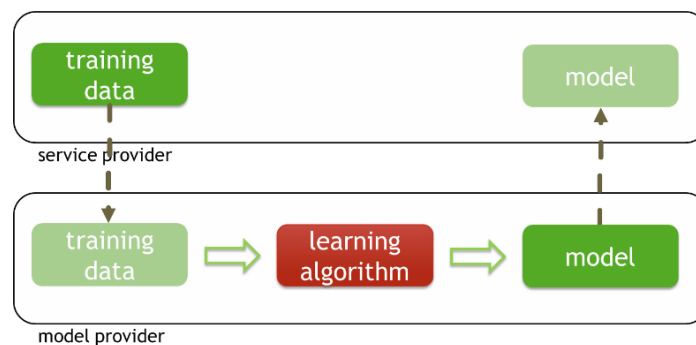 training
data
model
service provider
training
data
learning
algorithm
model
model provider